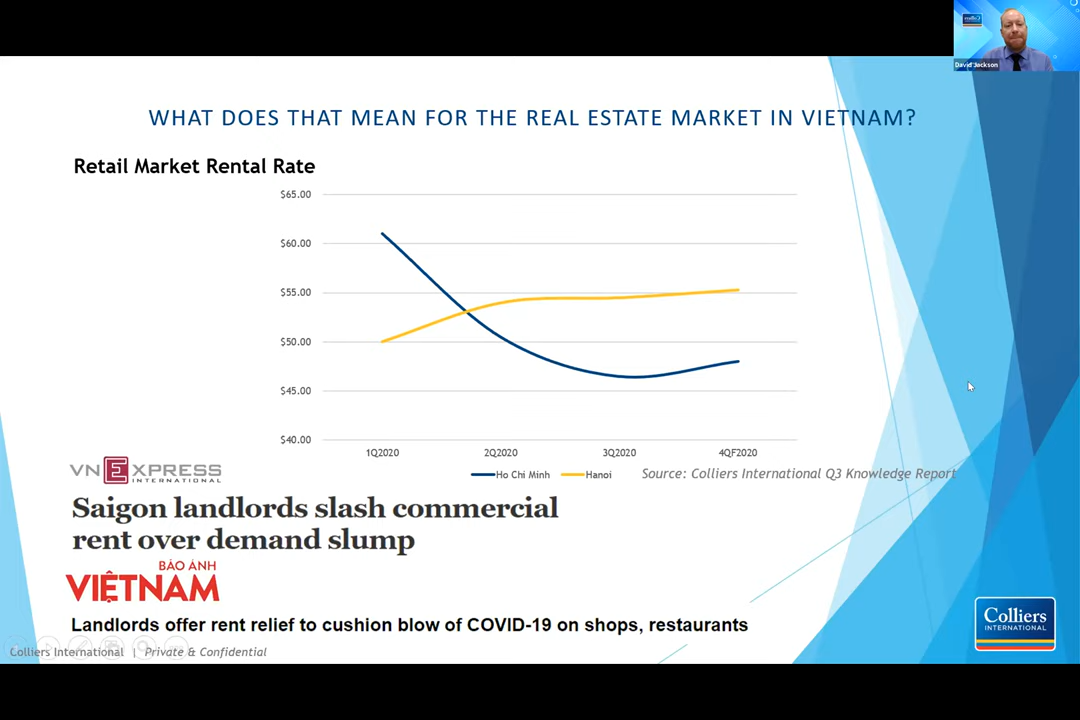 David Jackson
WHAT DOES THAT MEAN FOR THE REAL ESTATE MARKET IN VIETNAM?
Retail Market Rental Rate
$65.00
$60.00
$55.00
$50.00
$45.00
$40.00
1Q2020 2Q2020 3Q2020 4QF2020
Ho Chi Minh Hanoi
Source: Colliers International Q3 Knowledge Report
VNEXPRESS
INTERNATIONAL
Saigon landlords slash commercial
rent over demand slump
BÁO ẢNH
VIỆTNAM
Landlords offer rent relief to cushion blow of COVID-19 on shops, restaurants
Colliers
INTERNATIONAL
Colliers International | Private & Confidential